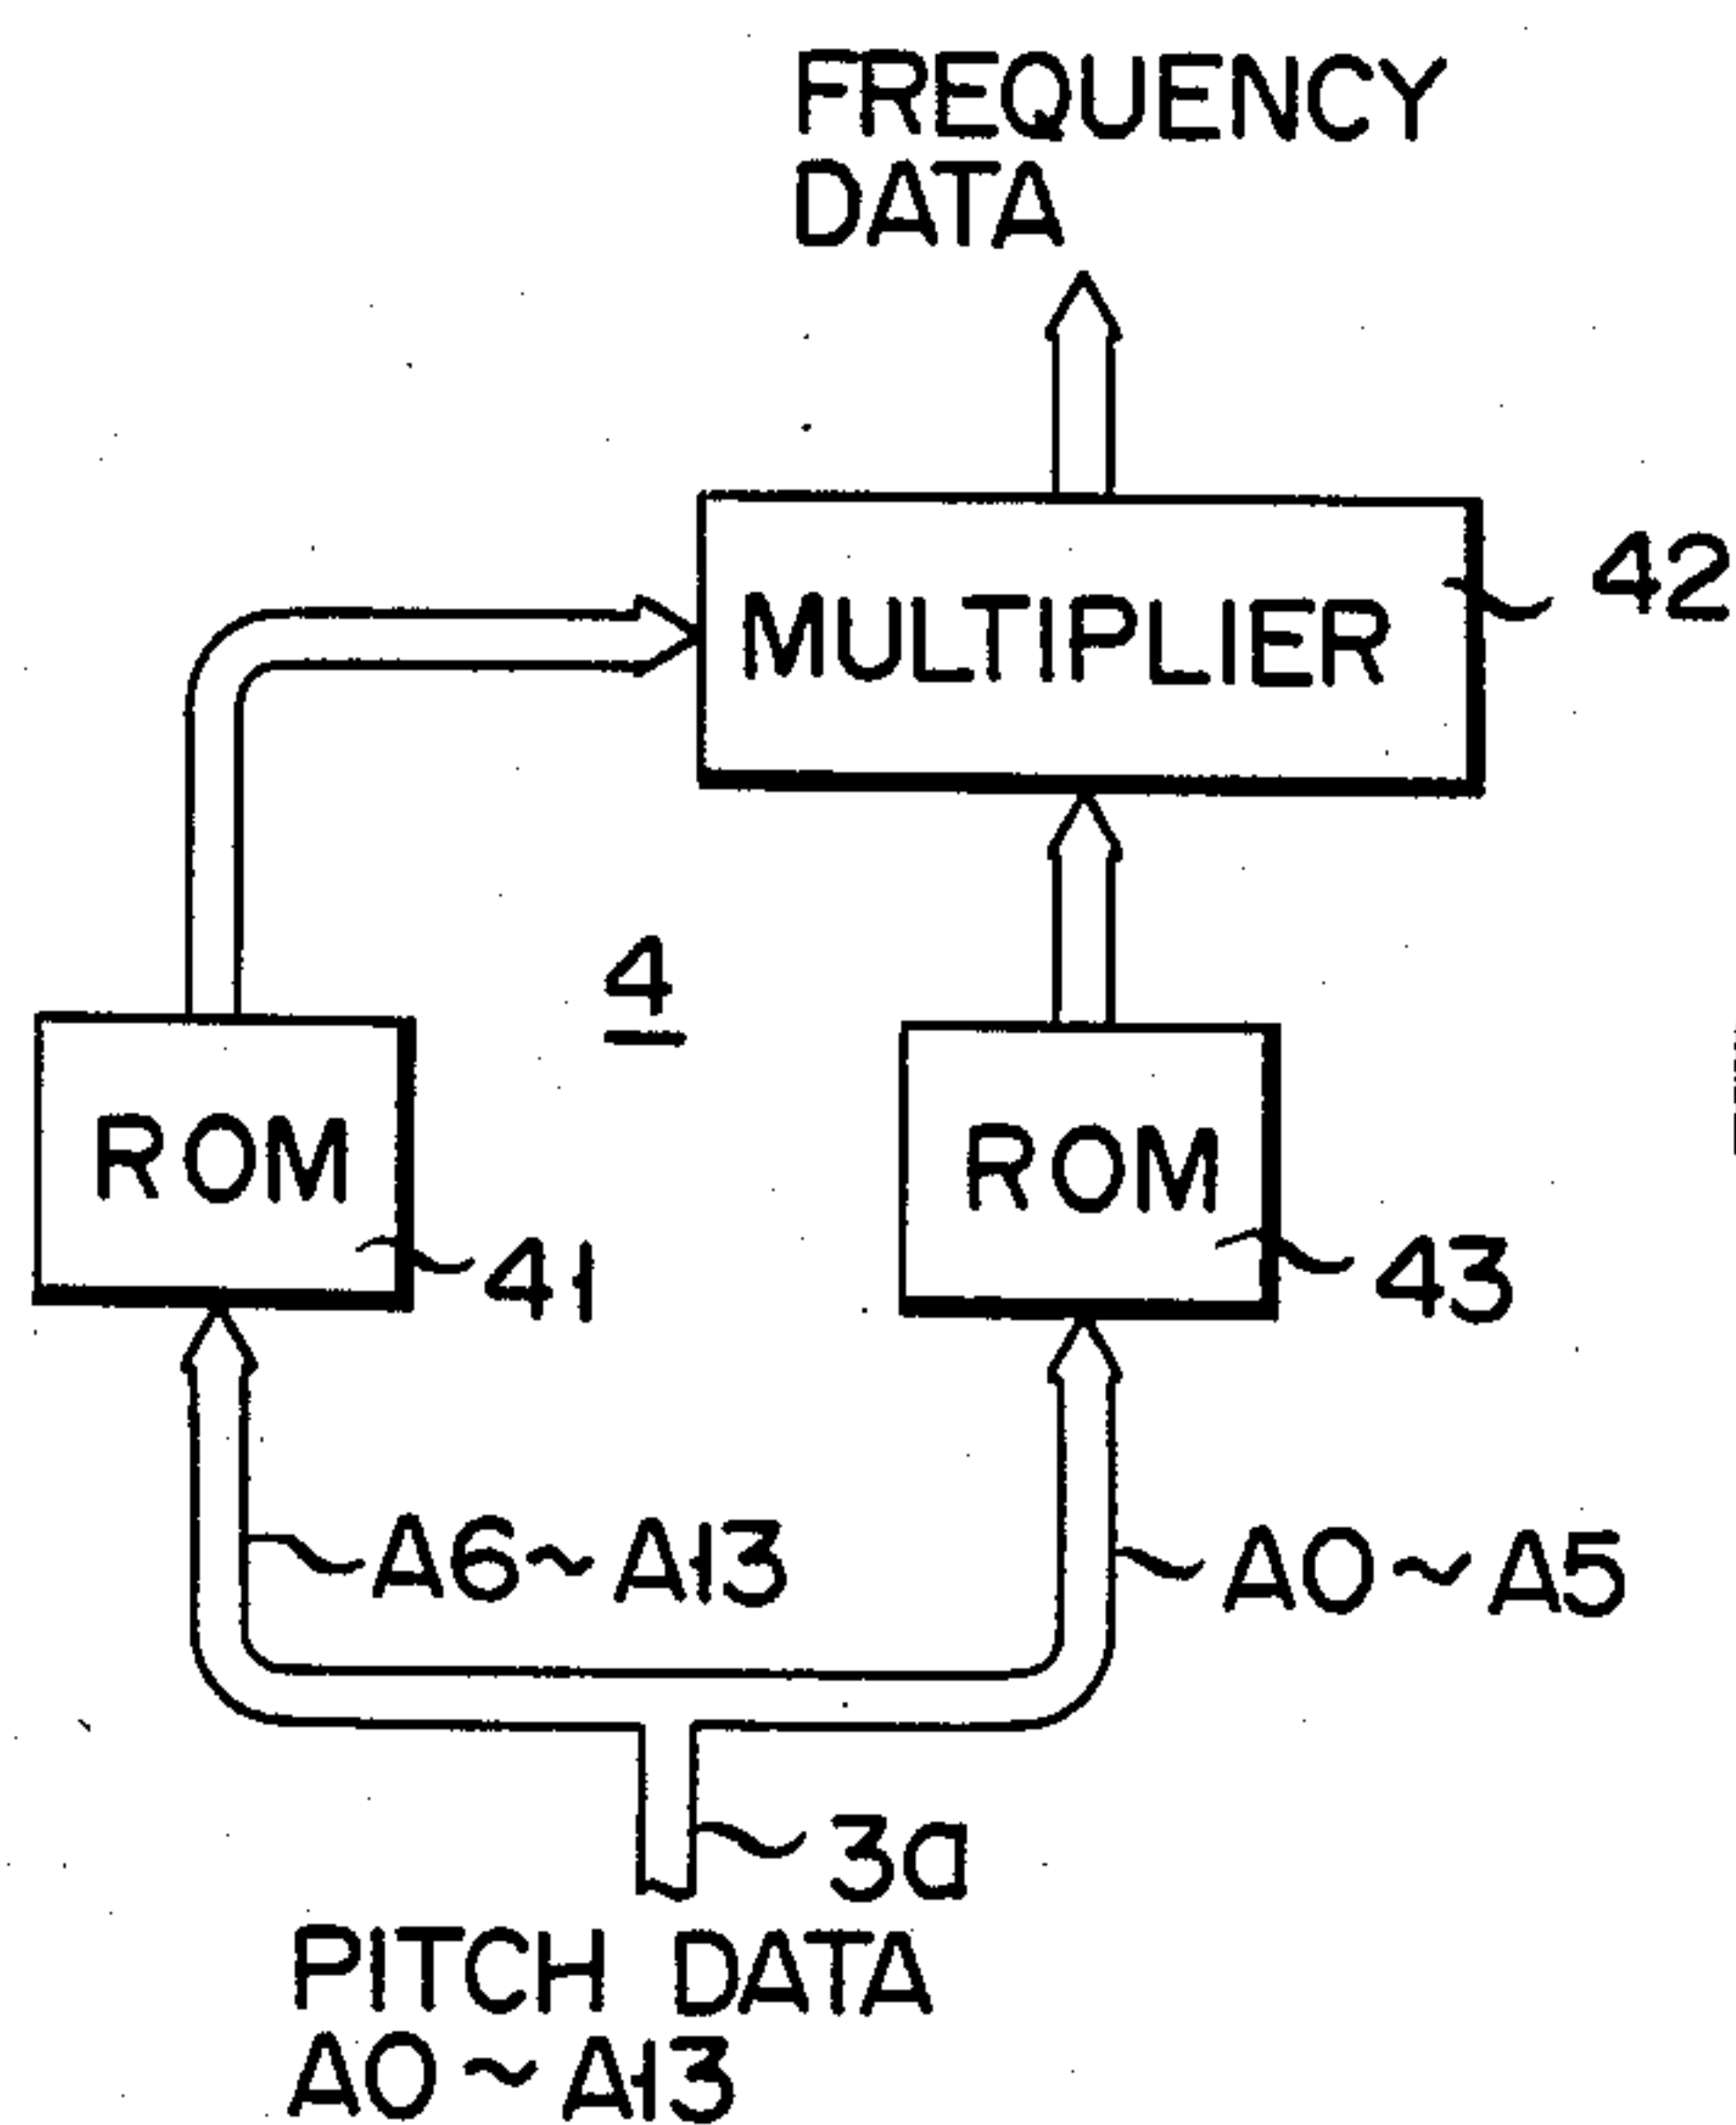 FREQUENCY
DATA
MULTIPLIER
42
4
ROM
ROM
41
43
A6~A13
A0~A5
3a
PITCH DATA
A0~A13